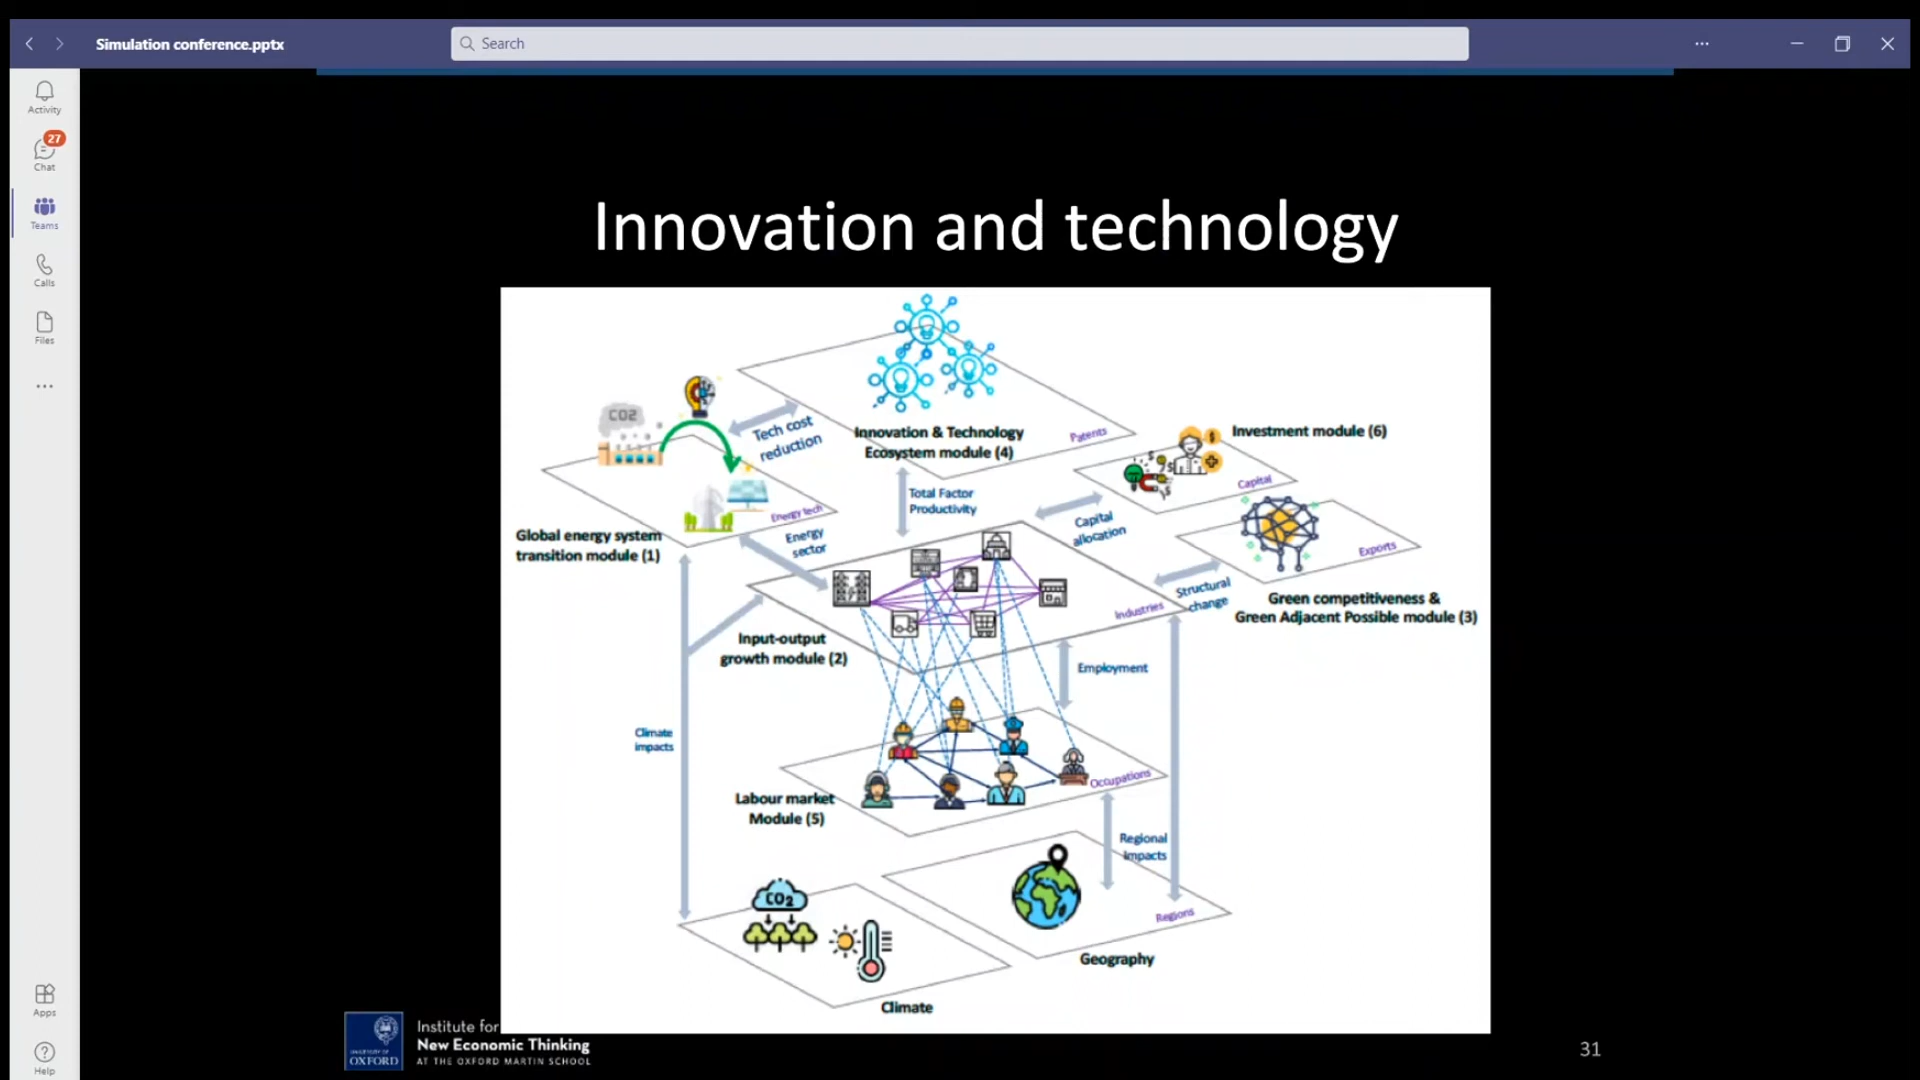 Simulation conference.pptx
Search
Activity
27
Chat
Teams
Calls
Files
Apps
Help
Innovation and technology
CO2
Tech cost
reduction
Innovation & Technology
Ecosystem module (4)
Patents
Investment module (6)
Capital
Total Factor
Productivity
Capital
allocation
Energy tech
Global energy system
transition module (1)
Energy
sector
Exports
Structural
change
Green competitiveness &
Green Adjacent Possible module (3)
Industries
Input-output
growth module (2)
Employment
Climate
impacts
Occupations
Labour market
Module (5)
Regional
Impacts
CO2
Regions
Geography
Climate
UNIVERSITY OF
OXFORD
Institute for
New Economic Thinking
AT THE OXFORD MARTIN SCHOOL
31